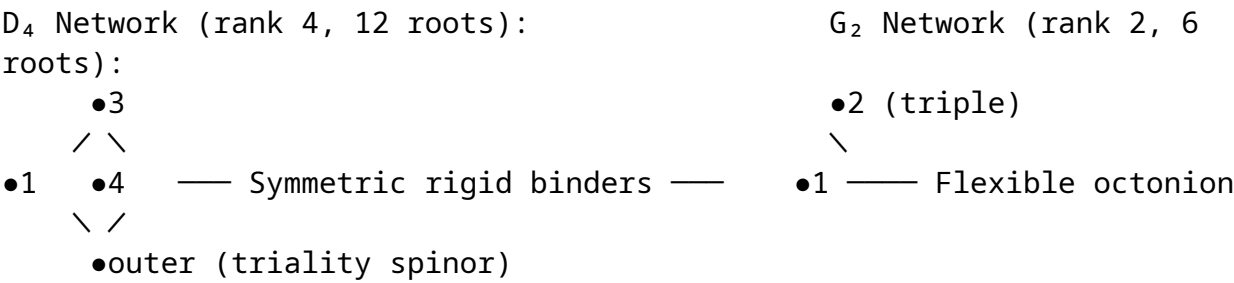 D₄ Network (rank 4, 12 roots): G₂ Network (rank 2, 6
roots):
●3 ●2 (triple)
╱ ╲ ╲
●1 ●4 ─── Symmetric rigid binders ─── ●1 ──── Flexible octonion
╲ ╱
●outer (triality spinor)